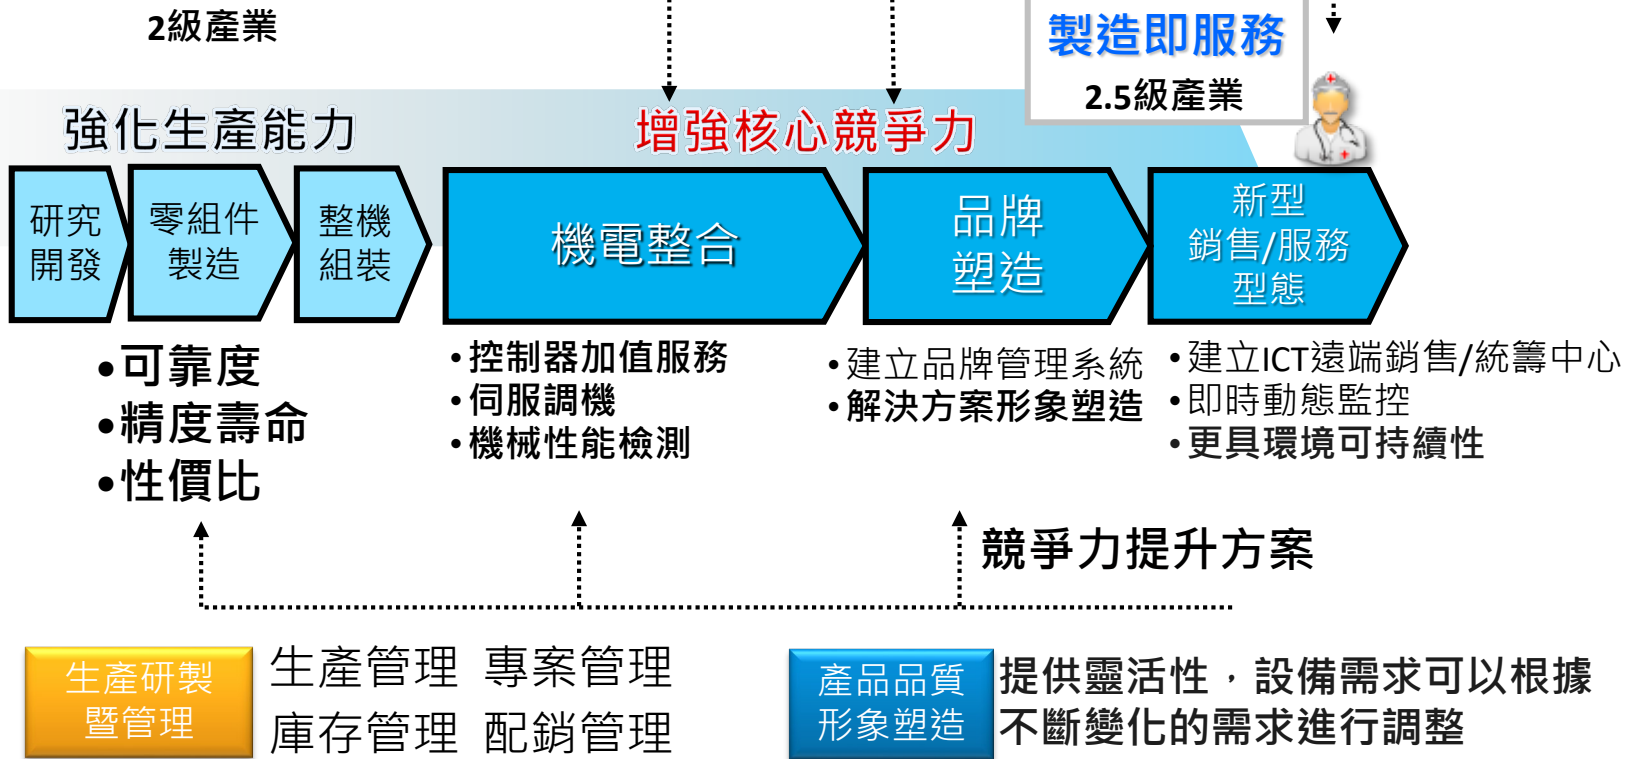 2級產業
製造即服務
2.5級產業
強化生產能力
增強核心競爭力
研究
開發
零組件
製造
整機
組裝
機電整合
品牌
塑造
新型
銷售/服務
型態
•可靠度
•精度壽命
•性價比
•控制器加值服務
•伺服調機
•機械性能檢測
•建立品牌管理系統
•解決方案形象塑造
•建立ICT遠端銷售/統籌中心
•即時動態監控
•更具環境可持續性
競爭力提升方案
生產研製
暨管理
生產管理 專案管理
庫存管理 配銷管理
產品品質
形象塑造
提供靈活性，設備需求可以根據
不斷變化的需求進行調整